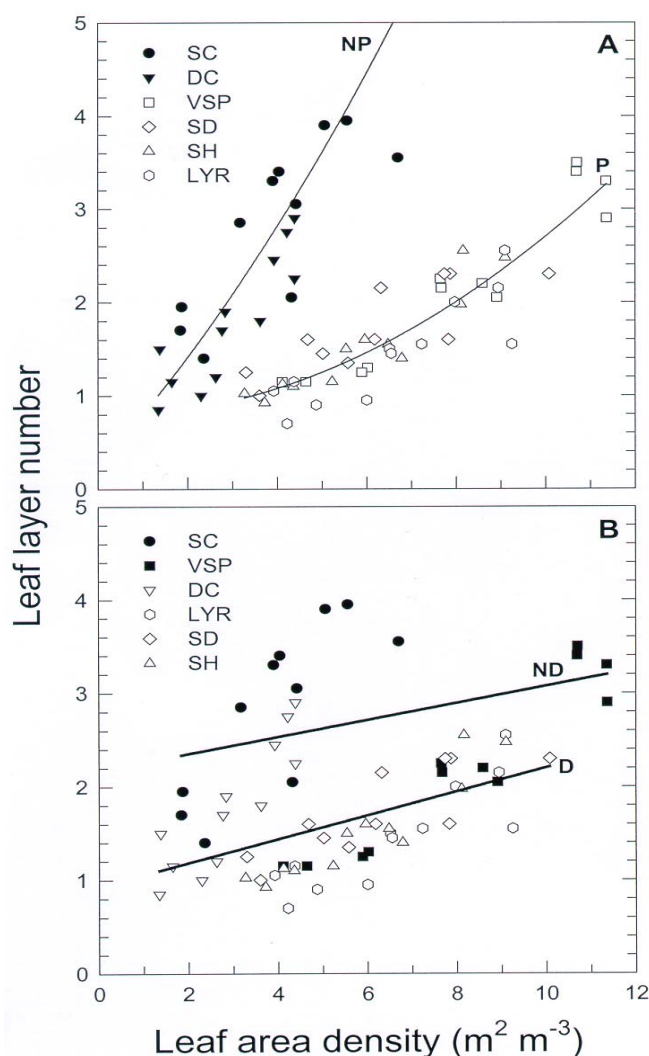 5
NP
A
SC
DC
VSP
SD
SH
LYR
P
4
3
2
1
0
Leaf layer number
5
B
SC
VSP
DC
LYR
SD
SH
ND
D
4
3
2
1
0
0 2 4 6 8 10 12
Leaf area density (m² m⁻³)